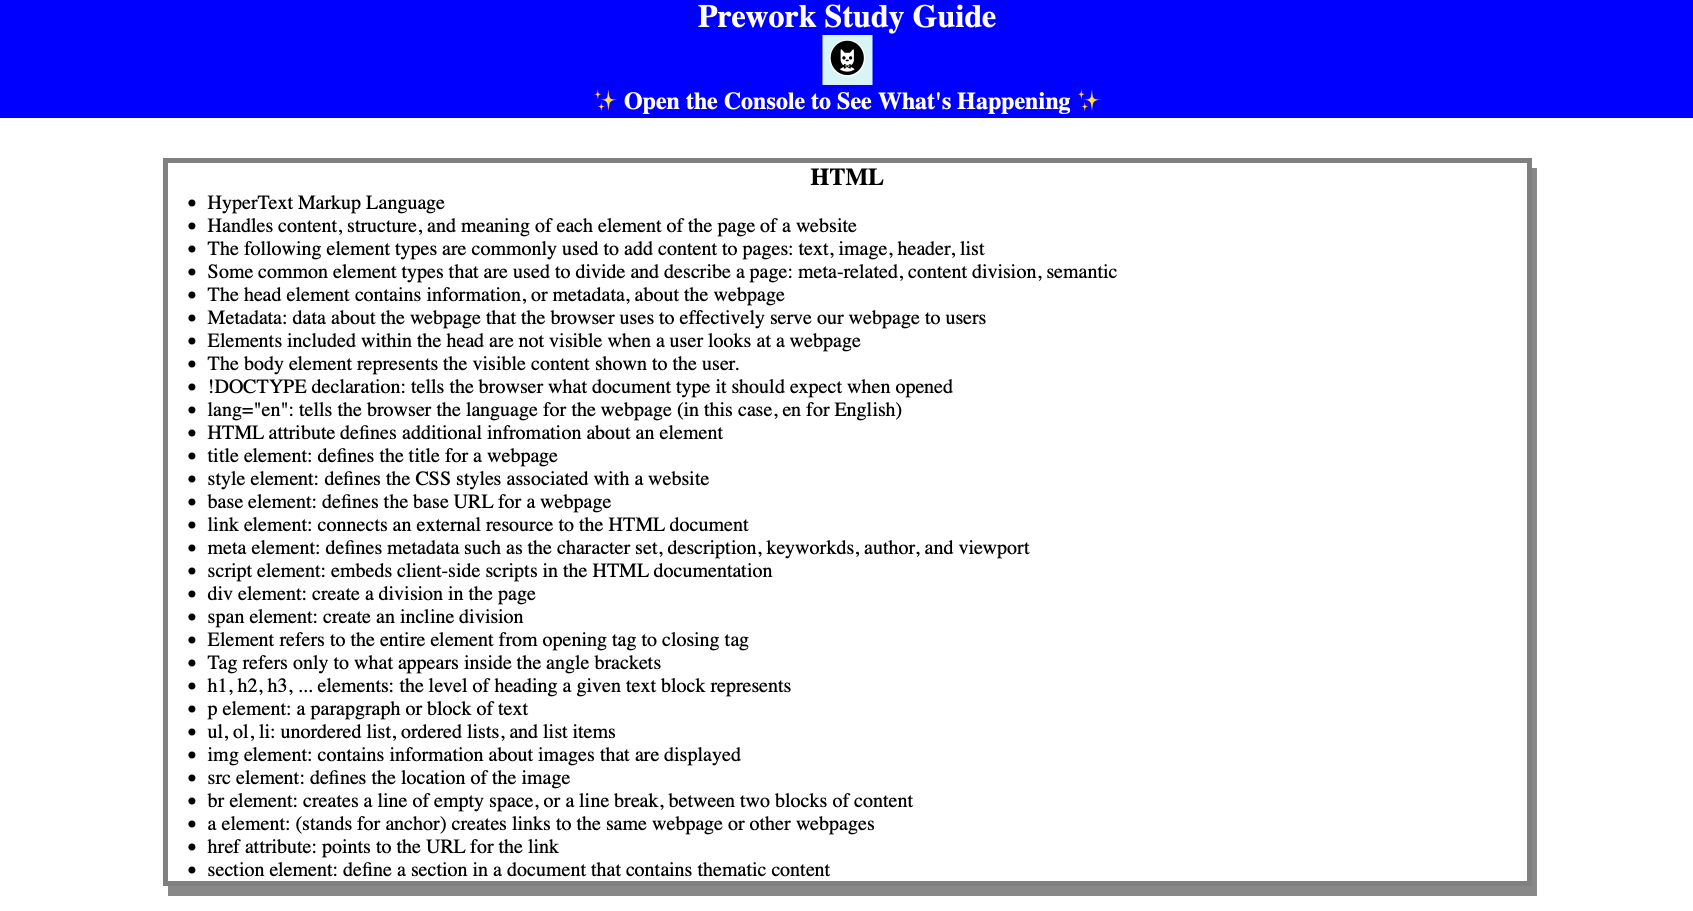 Prework Study Guide
✨ Open the Console to See What's Happening ✨
HTML
• HyperText Markup Language
• Handles content, structure, and meaning of each element of the page of a website
• The following element types are commonly used to add content to pages: text, image, header, list
• Some common element types that are used to divide and describe a page: meta-related, content division, semantic
• The head element contains information, or metadata, about the webpage
• Metadata: data about the webpage that the browser uses to effectively serve our webpage to users
• Elements included within the head are not visible when a user looks at a webpage
• The body element represents the visible content shown to the user.
• !DOCTYPE declaration: tells the browser what document type it should expect when opened
• lang="en": tells the browser the language for the webpage (in this case, en for English)
• HTML attribute defines additional infromation about an element
• title element: defines the title for a webpage
• style element: defines the CSS styles associated with a website
• base element: defines the base URL for a webpage
• link element: connects an external resource to the HTML document
• meta element: defines metadata such as the character set, description, keyworkds, author, and viewport
• script element: embeds client-side scripts in the HTML documentation
• div element: create a division in the page
• span element: create an incline division
• Element refers to the entire element from opening tag to closing tag
• Tag refers only to what appears inside the angle brackets
• h1, h2, h3, ... elements: the level of heading a given text block represents
• p element: a parapgraph or block of text
• ul, ol, li: unordered list, ordered lists, and list items
• img element: contains information about images that are displayed
• src element: defines the location of the image
• br element: creates a line of empty space, or a line break, between two blocks of content
• a element: (stands for anchor) creates links to the same webpage or other webpages
• href attribute: points to the URL for the link
• section element: define a section in a document that contains thematic content